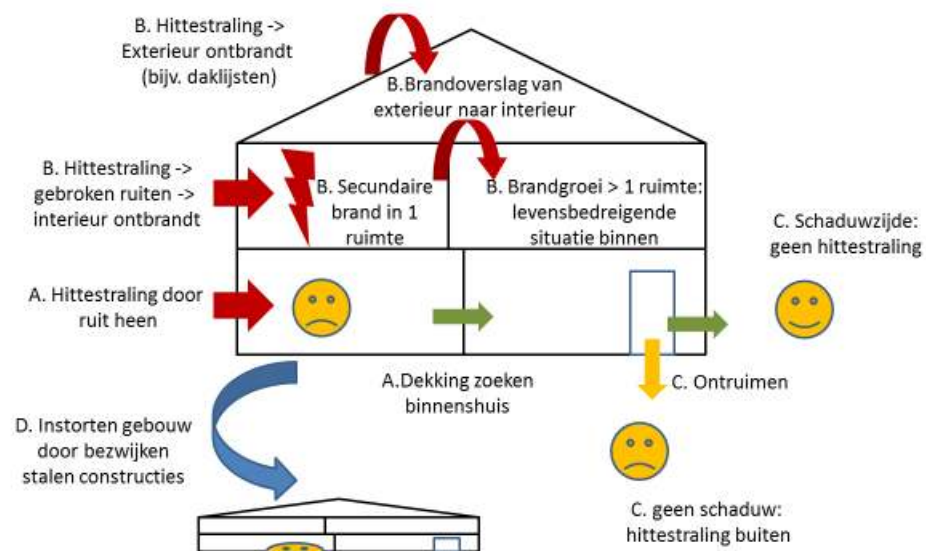 B. Hittestraling ->
Exterieur ontbrandt
(bijv. daklijsten)
B.Brandoverslag van
exterieur naar interieur
B. Hittestraling ->
gebroken ruiten ->
interieur ontbrandt
B. Secundaire
brand in 1
ruimte
B. Brandgroei > 1 ruimte:
levensbedreigende
situatie binnen
C. Schaduwzijde:
geen hittestraling
A. Hittestraling door
ruit heen
A.Dekking zoeken
binnenshuis
C. Ontruimen
D. Instorten gebouw
door bezwijken
stalen constructies
C. geen schaduw:
hittestraling buiten